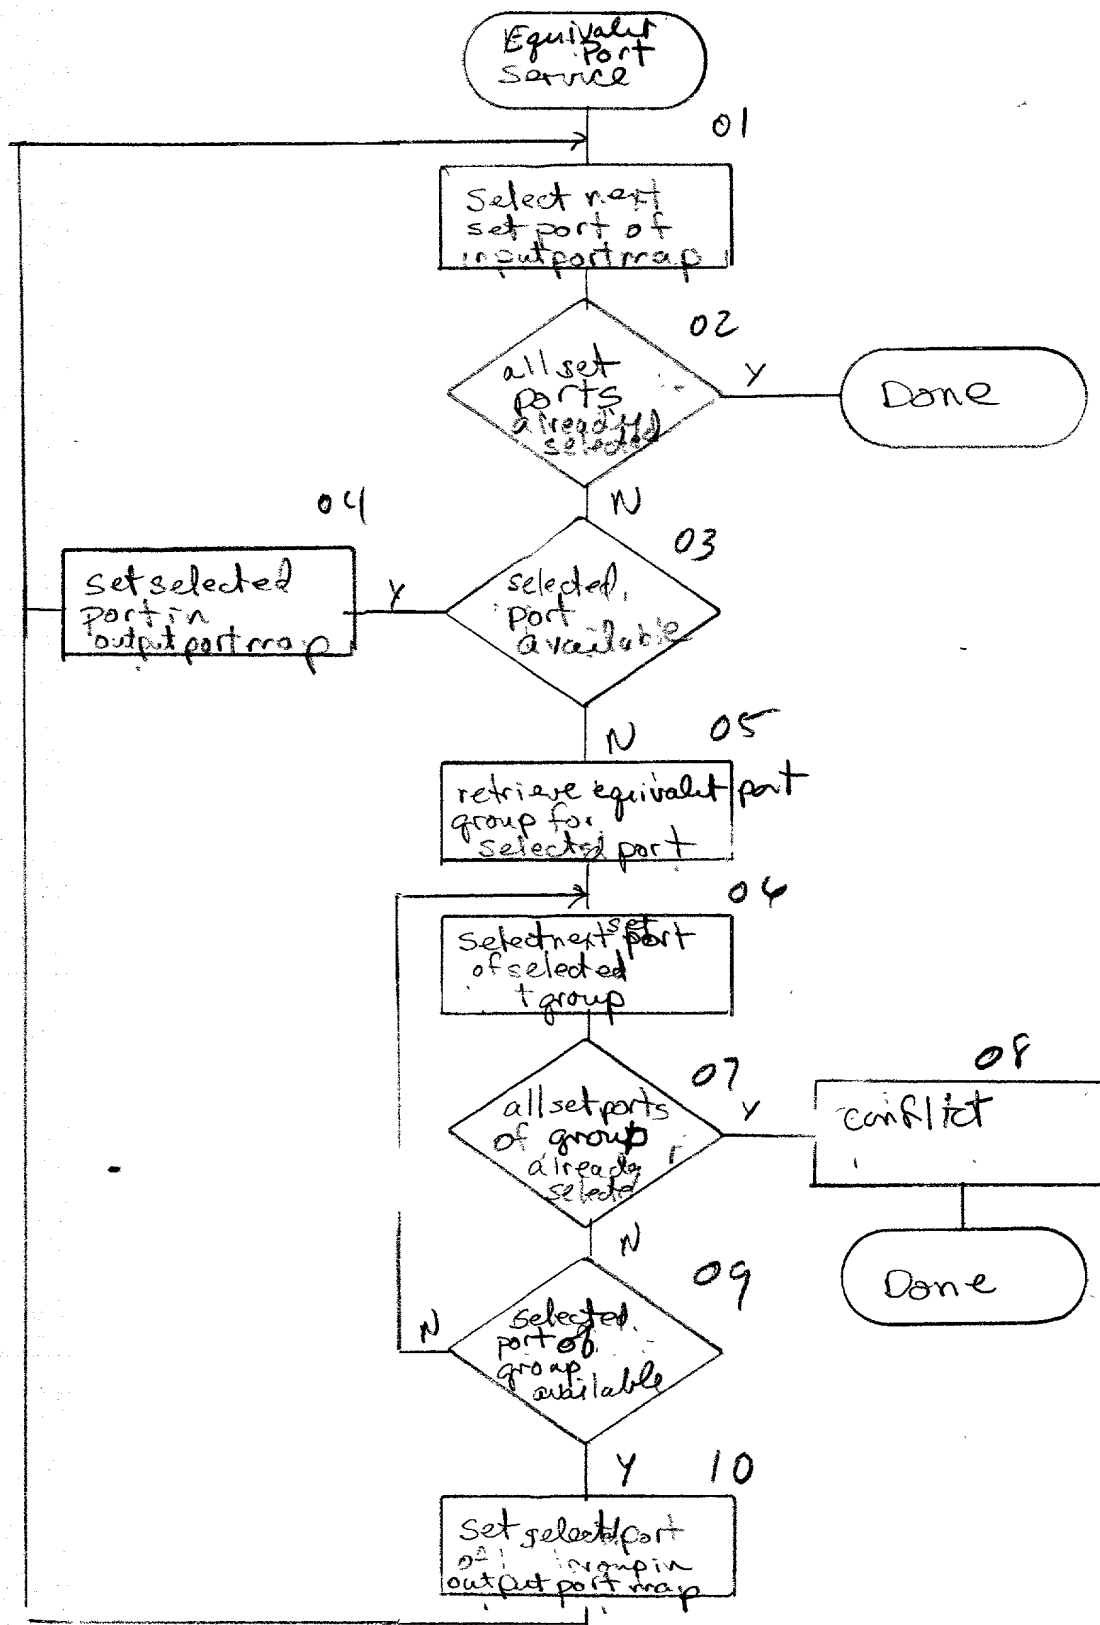 Equivalent
Port
Service
01
Select next
set port of
input port map
02
all set
ports
already
selected
Y
Done
N
04
set selected
port in
output port map
Y
03
selected
port
available
N
05
retrieve equivalent port
group for
selected port
06
set
Select next port
of selected
group
07
all set ports
of group
already
selected
Y
08
conflict
N
Done
09
selected
port of
group
available
N
Y
10
Set selected port
of group in
output port map